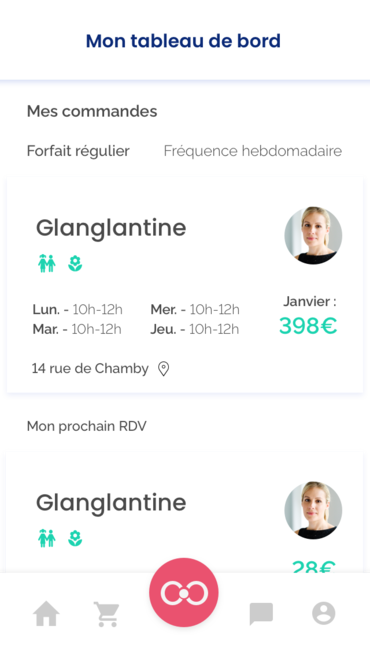 Mon tableau de bord
Mes commandes
Forfait régulier Fréquence hebdomadaire
Glanglantine
Lun. - 10h-12h Mer. - 10h-12h Janvier :
Mar. - 10h-12h Jeu. - 10h-12h 398€
14 rue de Chamby
Mon prochain RDV
Glanglantine
28€